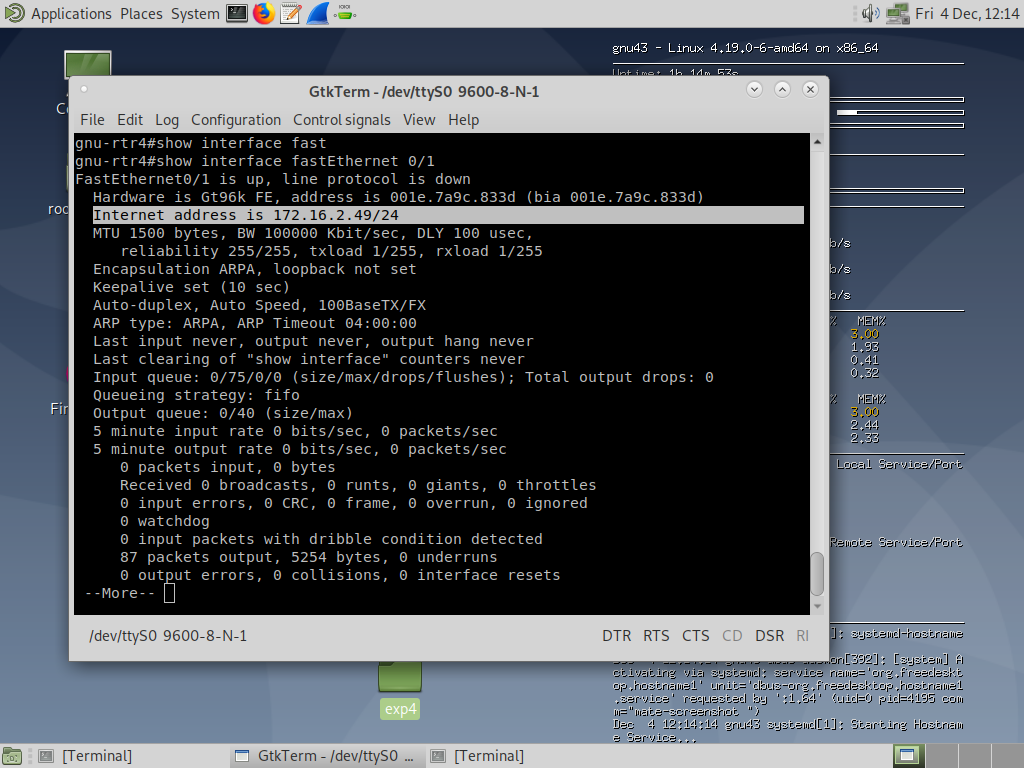 Applications Places System Fri 4 Dec, 12:14
gnu43 - Linux 4.19.0-6-amd64 on x86_64
Uptime: 1h 14m 53s
GtkTerm - /dev/ttyS0 9600-8-N-1
File Edit Log Configuration Control signals View Help
gnu-rtr4#show interface fast
gnu-rtr4#show interface fastEthernet 0/1
FastEthernet0/1 is up, line protocol is down
Hardware is Gt96k FE, address is 001e.7a9c.833d (bia 001e.7a9c.833d)
Internet address is 172.16.2.49/24
MTU 1500 bytes, BW 100000 Kbit/sec, DLY 100 usec,
reliability 255/255, txload 1/255, rxload 1/255
Encapsulation ARPA, loopback not set
Keepalive set (10 sec)
Auto-duplex, Auto Speed, 100BaseTX/FX
ARP type: ARPA, ARP Timeout 04:00:00
Last input never, output never, output hang never
Last clearing of "show interface" counters never
Input queue: 0/75/0/0 (size/max/drops/flushes); Total output drops: 0
Queueing strategy: fifo
Output queue: 0/40 (size/max)
5 minute input rate 0 bits/sec, 0 packets/sec
5 minute output rate 0 bits/sec, 0 packets/sec
0 packets input, 0 bytes
Received 0 broadcasts, 0 runts, 0 giants, 0 throttles
0 input errors, 0 CRC, 0 frame, 0 overrun, 0 ignored
0 watchdog
0 input packets with dribble condition detected
87 packets output, 5254 bytes, 0 underruns
0 output errors, 0 collisions, 0 interface resets
--More--
/dev/ttyS0 9600-8-N-1 DTR RTS CTS CD DSR RI
b/s
b/s
b/s
% MEM%
3.00
1.93
0.41
0.32
% MEM%
3.00
2.44
2.33
Local Service/Port
Remote Service/Port
]: systemd-hostname
[392]: [system] A
ctivating via systemd: service name='org.freedeskt
op.hostname1' unit='dbus-org.freedesktop.hostname1
.service' requested by ':1.64' (uid=0 pid=4195 com
m="mate-screenshot ")
Dec 4 12:14:14 gnu43 systemd[1]: Starting Hostnam
e Service...
exp4
[Terminal] GtkTerm - /dev/ttyS0 ... [Terminal]